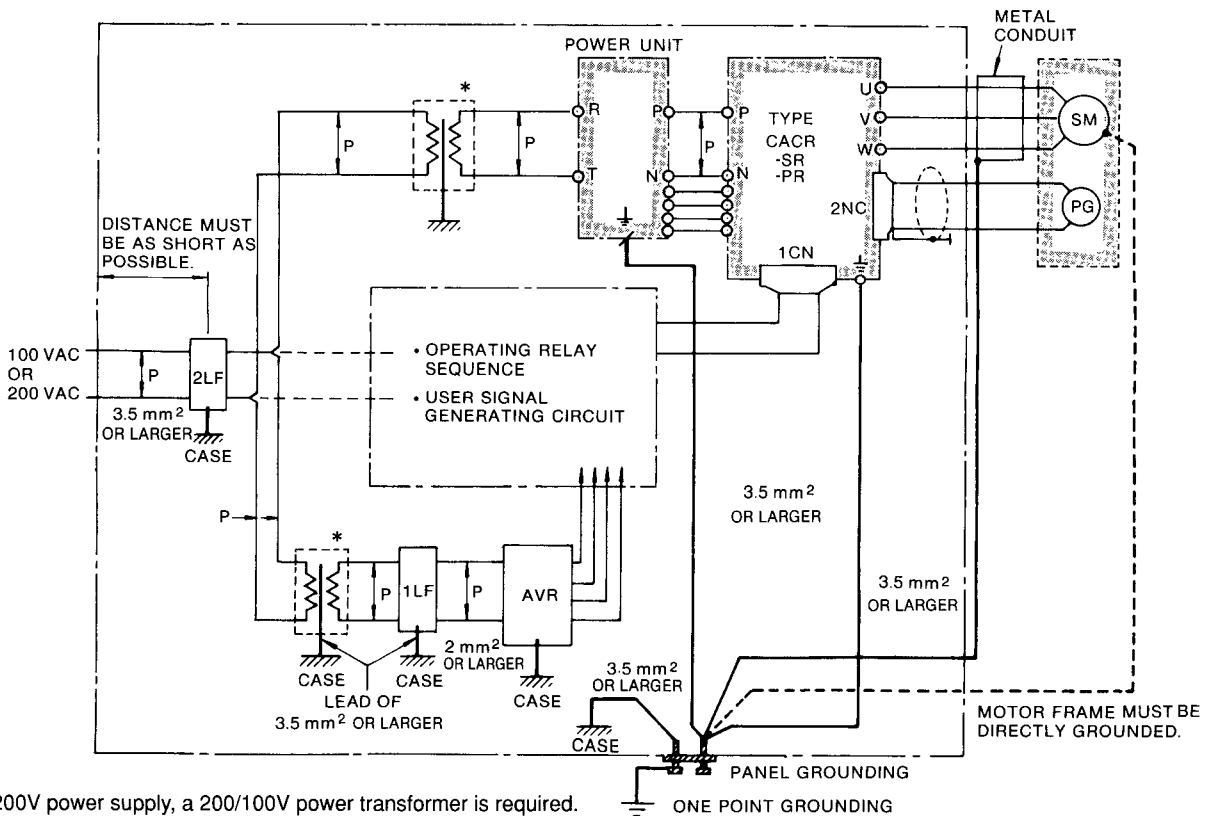 METAL
CONDUIT
POWER UNIT
*
R
T
P
P
P
N
P
P
N
TYPE
CACR
-SR
-PR
U
V
W
2NC
1CN
SM
PG
DISTANCE MUST
BE AS SHORT AS
POSSIBLE.
100 VAC
OR
200 VAC
P
2LF
3.5 mm²
OR LARGER
CASE
• OPERATING RELAY
SEQUENCE
• USER SIGNAL
GENERATING CIRCUIT
3.5 mm²
OR LARGER
P
*
P
1LF
P
AVR
3.5 mm²
OR LARGER
2 mm²
OR LARGER
CASE
CASE
CASE
LEAD OF
3.5 mm² OR LARGER
3.5 mm²
OR LARGER
CASE
MOTOR FRAME MUST BE
DIRECTLY GROUNDED.
PANEL GROUNDING
200V power supply, a 200/100V power transformer is required.
ONE POINT GROUNDING